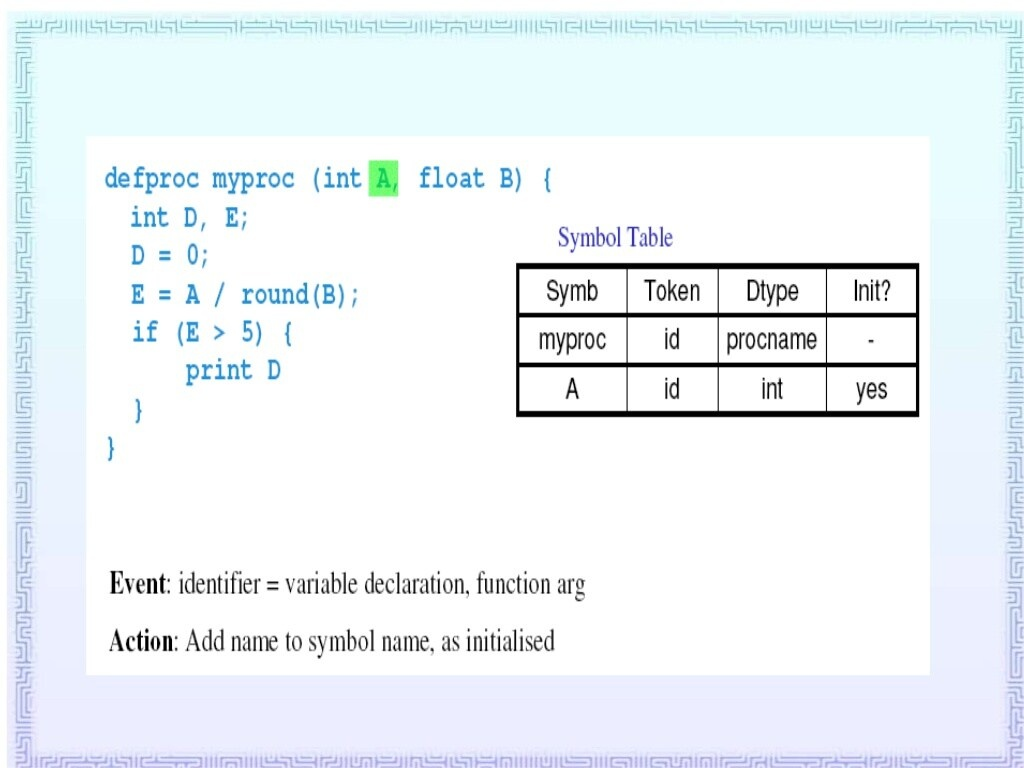 defproc myproc (int A, float B) {
int D, E;
D = 0;
E = A / round(B);
if (E > 5) {
print D
}
}
Symbol Table
Symb Token Dtype Init?
myproc id procname -
A id int yes
Event: identifier = variable declaration, function arg
Action: Add name to symbol name, as initialised